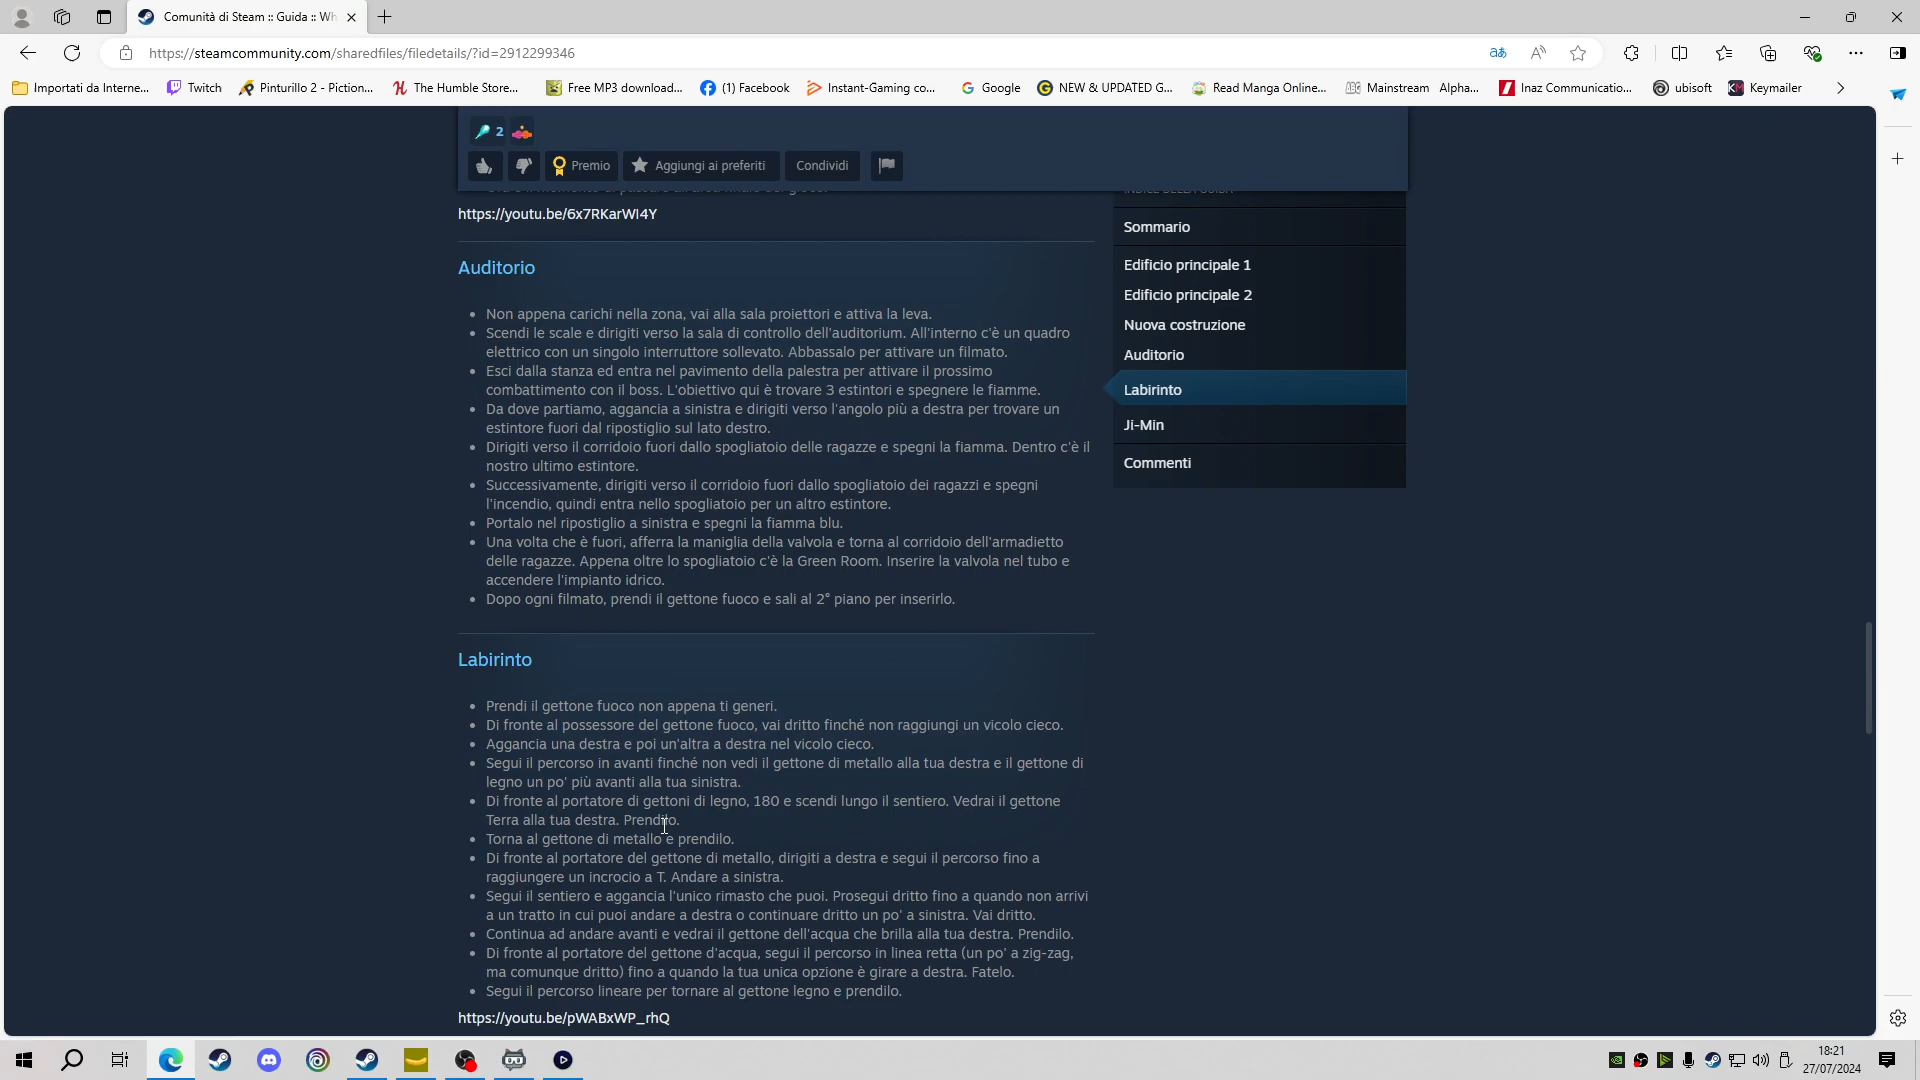 Comunità di Steam :: Guida :: Wh
https://steamcommunity.com/sharedfiles/filedetails/?id=2912299346
aあ
Importati da Interne...
Twitch
Pinturillo 2 - Piction...
The Humble Store...
Free MP3 download...
(1) Facebook
Instant-Gaming co...
Google
NEW & UPDATED G...
Read Manga Online...
Mainstream Alpha...
Inaz Communicatio...
ubisoft
Keymailer
2
Premio
Aggiungi ai preferiti
Condividi
https://youtu.be/6x7RKarWI4Y
Auditorio
Non appena carichi nella zona, vai alla sala proiettori e attiva la leva.
Scendi le scale e dirigiti verso la sala di controllo dell'auditorium. All'interno c'è un quadro
elettrico con un singolo interruttore sollevato. Abbassalo per attivare un filmato.
Esci dalla stanza ed entra nel pavimento della palestra per attivare il prossimo
combattimento con il boss. L'obiettivo qui è trovare 3 estintori e spegnere le fiamme.
Da dove partiamo, aggancia a sinistra e dirigiti verso l'angolo più a destra per trovare un
estintore fuori dal ripostiglio sul lato destro.
Dirigiti verso il corridoio fuori dallo spogliatoio delle ragazze e spegni la fiamma. Dentro c'è il
nostro ultimo estintore.
Successivamente, dirigiti verso il corridoio fuori dallo spogliatoio dei ragazzi e spegni
l'incendio, quindi entra nello spogliatoio per un altro estintore.
Portalo nel ripostiglio a sinistra e spegni la fiamma blu.
Una volta che è fuori, afferra la maniglia della valvola e torna al corridoio dell'armadietto
delle ragazze. Appena oltre lo spogliatoio c'è la Green Room. Inserire la valvola nel tubo e
accendere l'impianto idrico.
Dopo ogni filmato, prendi il gettone fuoco e sali al 2° piano per inserirlo.
Labirinto
Prendi il gettone fuoco non appena ti generi.
Di fronte al possessore del gettone fuoco, vai dritto finché non raggiungi un vicolo cieco.
Aggancia una destra e poi un'altra a destra nel vicolo cieco.
Segui il percorso in avanti finché non vedi il gettone di metallo alla tua destra e il gettone di
legno un po' più avanti alla tua sinistra.
Di fronte al portatore di gettoni di legno, 180 e scendi lungo il sentiero. Vedrai il gettone
Terra alla tua destra. Prendilo.
Torna al gettone di metallo e prendilo.
Di fronte al portatore del gettone di metallo, dirigiti a destra e segui il percorso fino a
raggiungere un incrocio a T. Andare a sinistra.
Segui il sentiero e aggancia l'unico rimasto che puoi. Prosegui dritto fino a quando non arrivi
a un tratto in cui puoi andare a destra o continuare dritto un po' a sinistra. Vai dritto.
Continua ad andare avanti e vedrai il gettone dell'acqua che brilla alla tua destra. Prendilo.
Di fronte al portatore del gettone d'acqua, segui il percorso in linea retta (un po' a zig-zag,
ma comunque dritto) fino a quando la tua unica opzione è girare a destra. Fatelo.
Segui il percorso lineare per tornare al gettone legno e prendilo.
https://youtu.be/pWABxWP_rhQ
Sommario
Edificio principale 1
Edificio principale 2
Nuova costruzione
Auditorio
Labirinto
Ji-Min
Commenti
18:21
27/07/2024